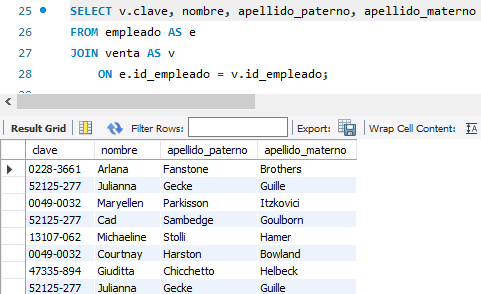 25 SELECT v.clave, nombre, apellido_paterno, apellido_materno
26 FROM empleado AS e
27 JOIN venta AS v
28 ON e.id_empleado = v.id_empleado;
Result Grid Filter Rows: Export: Wrap Cell Content: IA
clave nombre apellido_paterno apellido_materno
0228-3661 Arlana Fanstone Brothers
52125-277 Julianna Gecke Guille
0049-0032 Maryellen Parkisson Itzkovici
52125-277 Cad Sambedge Goulborn
13107-062 Michaeline Stolli Hamer
0049-0032 Courtnay Harston Bowland
47335-894 Giuditta Chicchetto Helbeck
52125-277 Julianna Gecke Guille